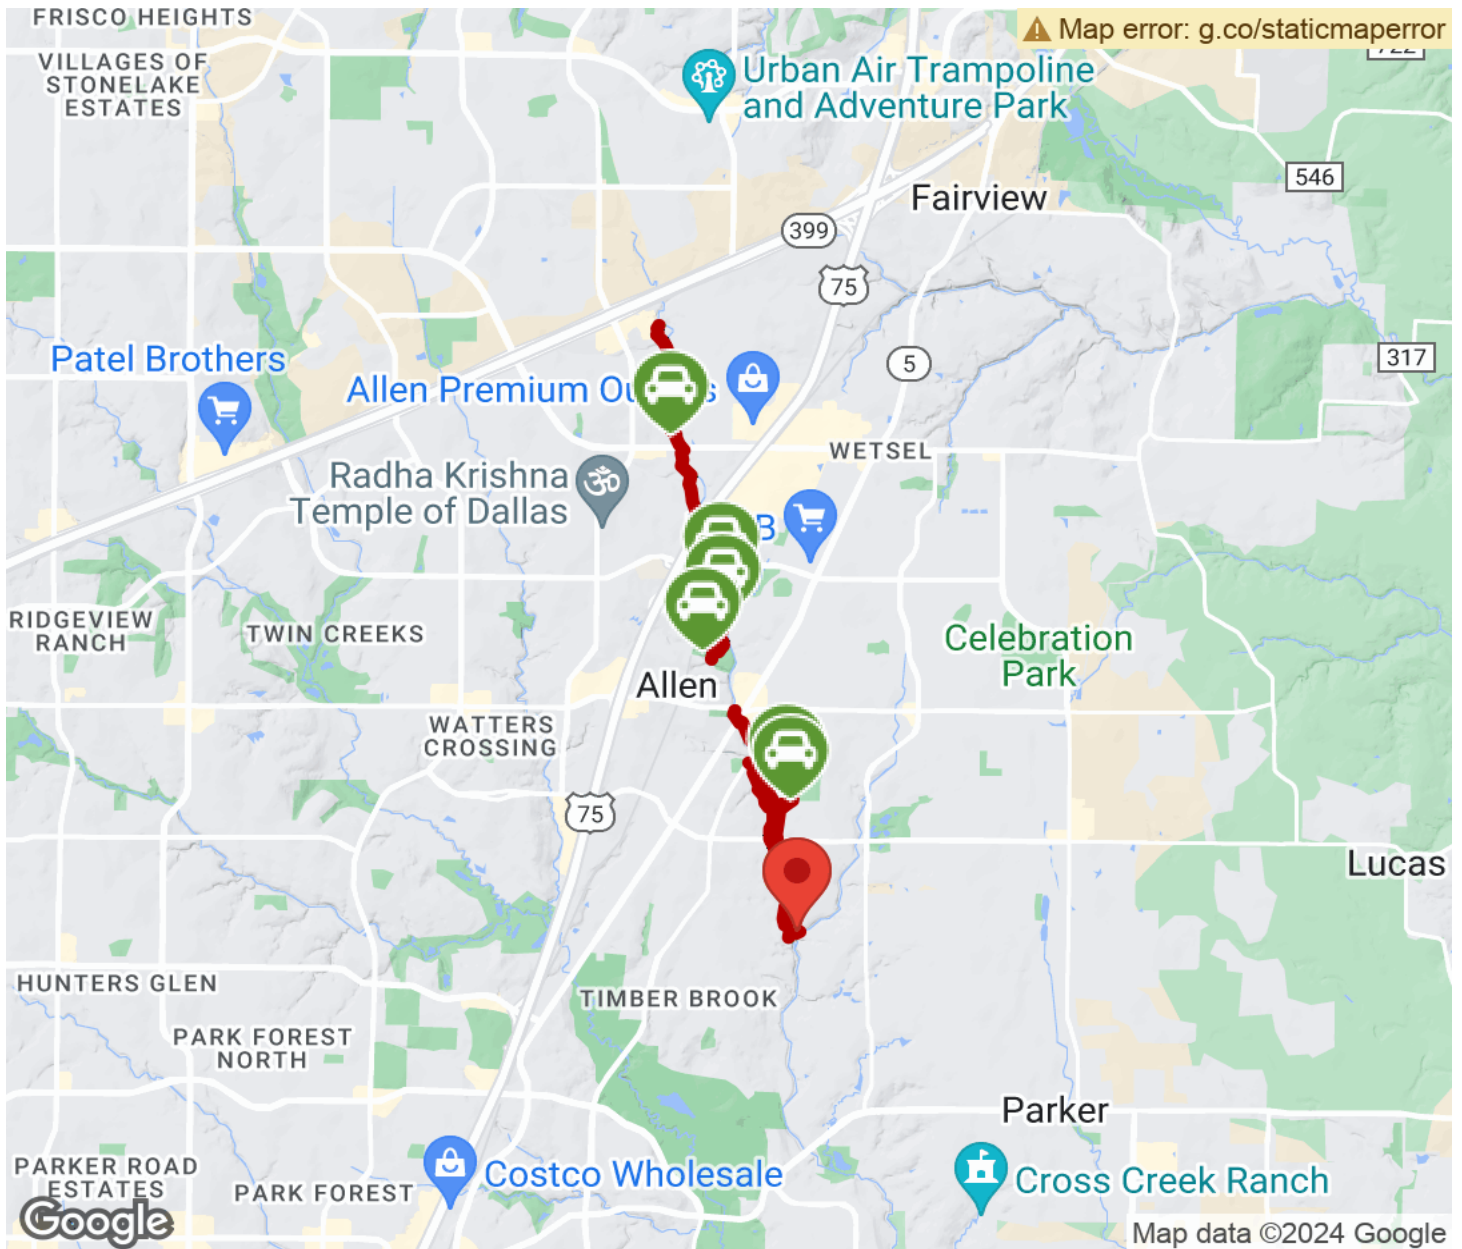 FRISCO HEIGHTS
Map error: g.co/staticmaperror
VILLAGES OF
STONELAKE
ESTATES
Urban Air Trampoline
and Adventure Park
546
Fairview
399
75
Patel Brothers
5
317
Allen Premium Ou s
WETSEL
Radha Krishna
Temple of Dallas
B
RIDGEVIEW
RANCH
TWIN CREEKS
Celebration
Park
Allen
WATTERS
CROSSING
75
Lucas
HUNTERS GLEN
TIMBER BROOK
PARK FOREST
NORTH
Parker
PARKER ROAD
ESTATES
PARK FOREST
Costco Wholesale
Cross Creek Ranch
Google
Map data ©2024 Google